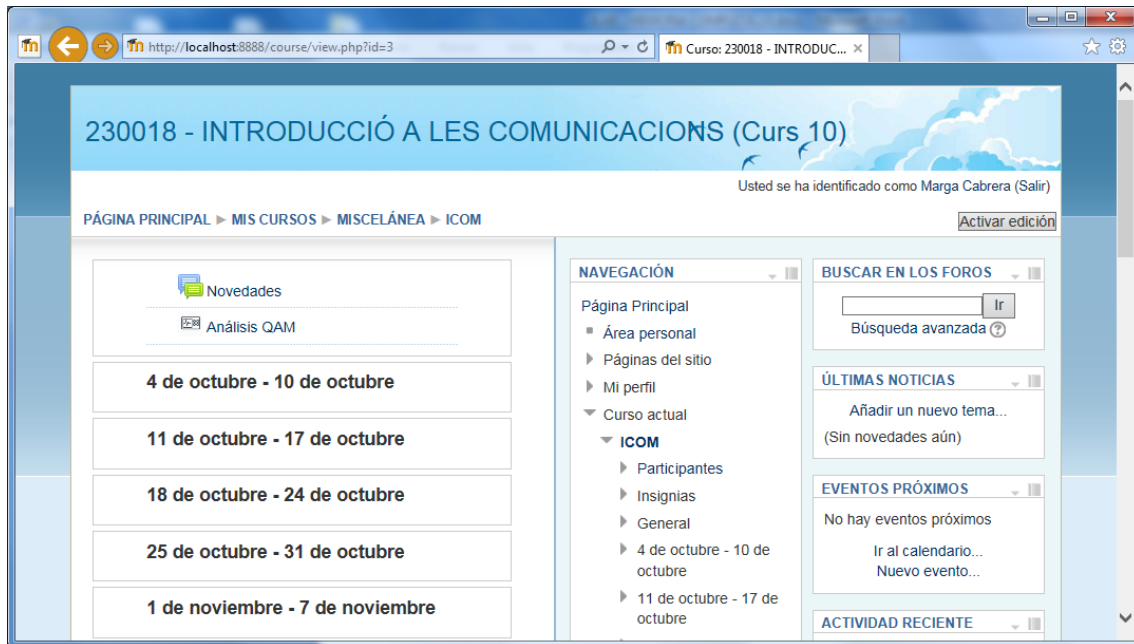 http://localhost:8888/course/view.php?id=3
Curso: 230018 - INTRODUC...
230018 - INTRODUCCIÓ A LES COMUNICACIONS (Curs 10)
Usted se ha identificado como Marga Cabrera (Salir)
PÁGINA PRINCIPAL ► MIS CURSOS ► MISCELÁNEA ► ICOM
Activar edición
Novedades
Análisis QAM
4 de octubre - 10 de octubre
11 de octubre - 17 de octubre
18 de octubre - 24 de octubre
25 de octubre - 31 de octubre
1 de noviembre - 7 de noviembre
NAVEGACIÓN
Página Principal
Área personal
Páginas del sitio
Mi perfil
Curso actual
ICOM
Participantes
Insignias
General
4 de octubre - 10 de
octubre
11 de octubre - 17 de
octubre
BUSCAR EN LOS FOROS
Ir
Búsqueda avanzada
ÚLTIMAS NOTICIAS
Añadir un nuevo tema...
(Sin novedades aún)
EVENTOS PRÓXIMOS
No hay eventos próximos
Ir al calendario...
Nuevo evento...
ACTIVIDAD RECIENTE